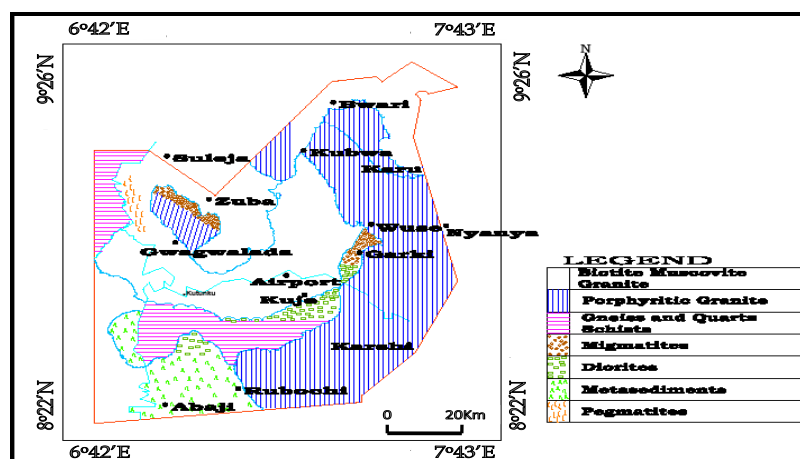 6°42′E 7°43′E
9°26′N
9°26′N
N
Bwari
Kubwa
Suleja
Karu
Zuba
Wuse
Nyanya
Gwagwalada
Garki
Airport
Kutunku
Kuje
Karshi
Rubochi
Abaji
8°22′N
8°22′N
0 20Km
6°42′E 7°43′E
LEGEND
Biotite Muscovite
Granite
Porphyritic Granite
Gneiss and Quartz
Schists
Migmatites
Diorites
Metasediments
Pegmatites